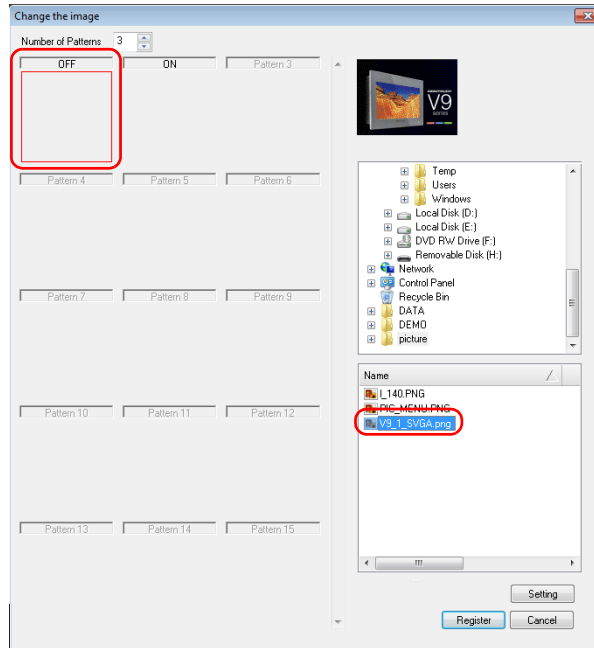 Change the image
Number of Patterns 3
OFF ON Pattern 3
V9
series
Pattern 4 Pattern 5 Pattern 6
Temp
Users
Windows
Local Disk (D:)
Local Disk (E:)
DVD RW Drive (F:)
Removable Disk (H:)
Network
Control Panel
Recycle Bin
DATA
DEMO
picture
Pattern 7 Pattern 8 Pattern 9
Name
I_140.PNG
PIC_MENU.PNG
V9_1_SVGA.png
Pattern 10 Pattern 11 Pattern 12
Pattern 13 Pattern 14 Pattern 15
Setting
Register Cancel